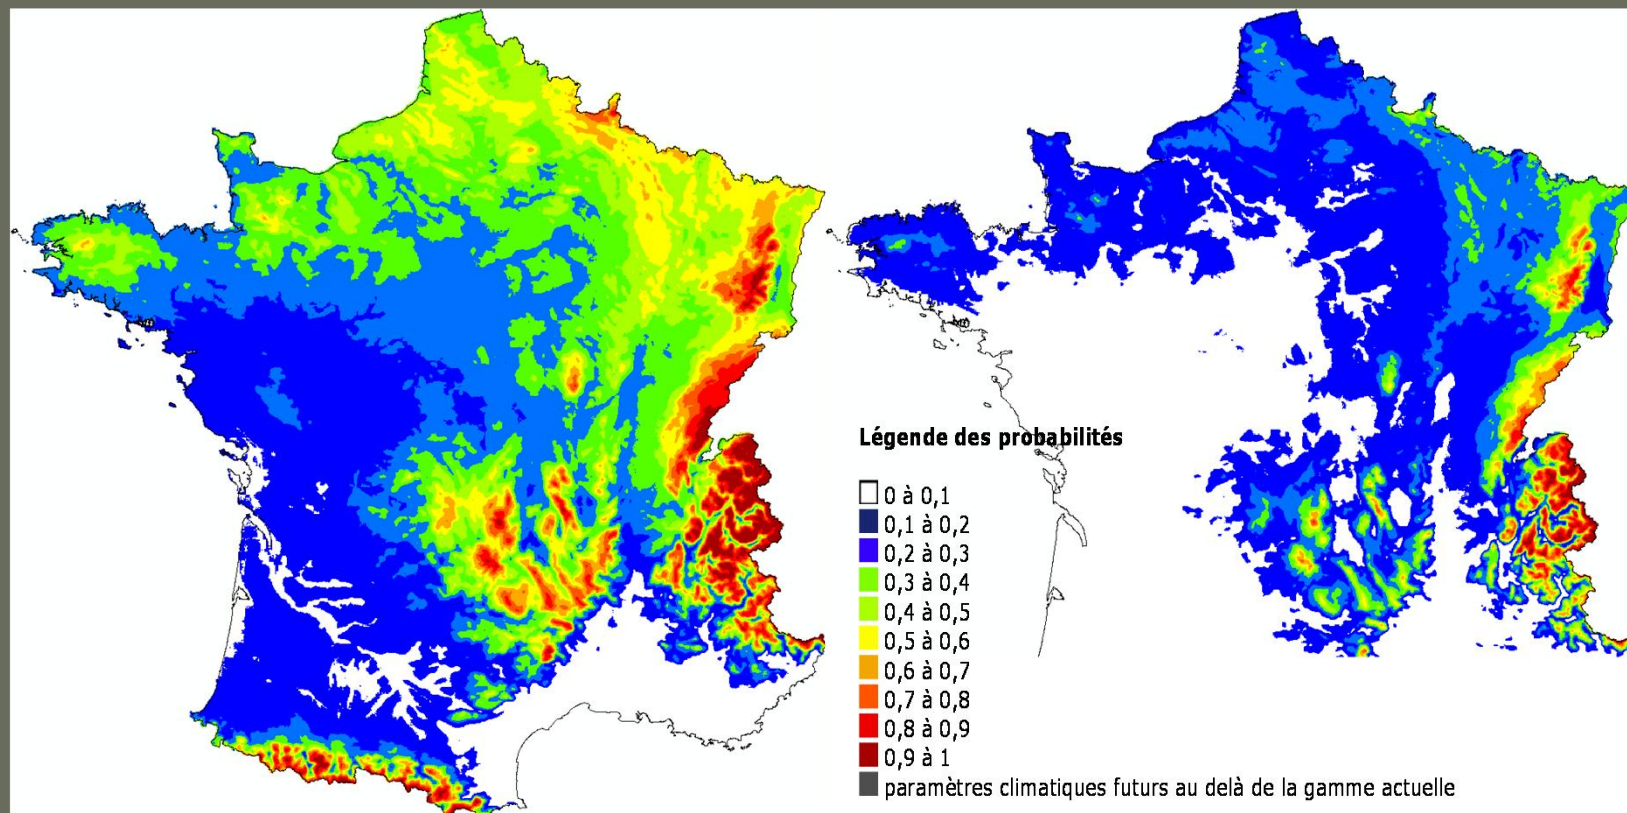 Légende des probabilités
0 à 0,1
0,1 à 0,2
0,2 à 0,3
0,3 à 0,4
0,4 à 0,5
0,5 à 0,6
0,6 à 0,7
0,7 à 0,8
0,8 à 0,9
0,9 à 1
paramètres climatiques futurs au delà de la gamme actuelle